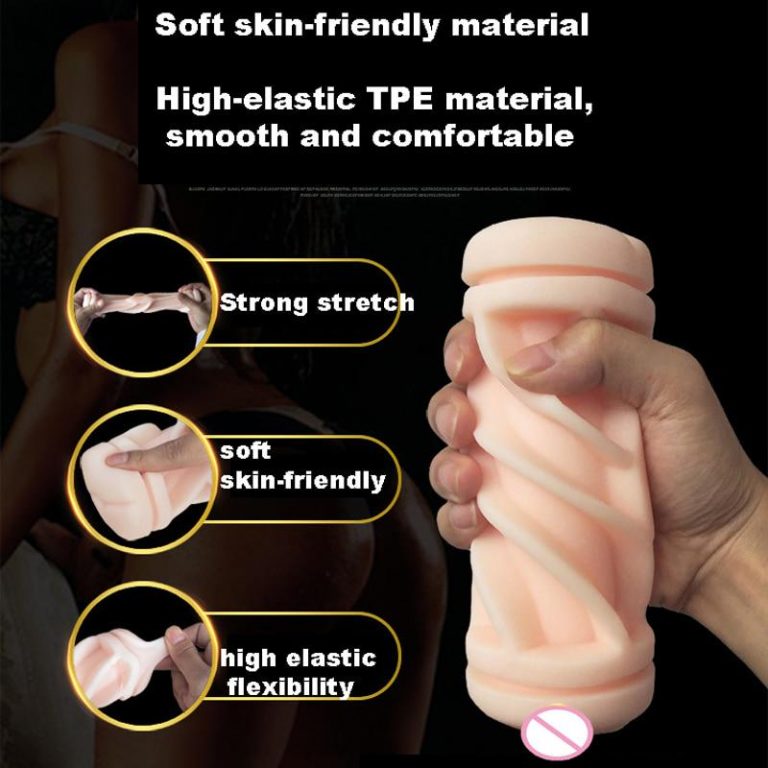 Soft skin-friendly material
High-elastic TPE material,
smooth and comfortable
Strong stretch
soft
skin-friendly
high elastic
flexibility